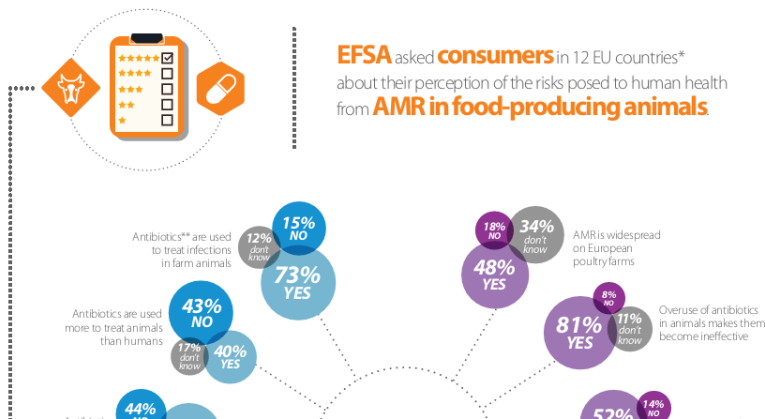 EFSA asked consumers in 12 EU countries*
about their perception of the risks posed to human health
from AMR in food-producing animals.
Antibiotics** are used
to treat infections
in farm animals
12%
don't
know
15%
NO
73%
YES
Antibiotics are used
more to treat animals
than humans
43%
NO
17%
don't
know
40%
YES
44%
NO
18%
NO
34%
don't
know
48%
YES
AMR is widespread
on European
poultry farms
8%
NO
81%
YES
11%
don't
know
Overuse of antibiotics
in animals makes them
become ineffective
52%
14%
NO